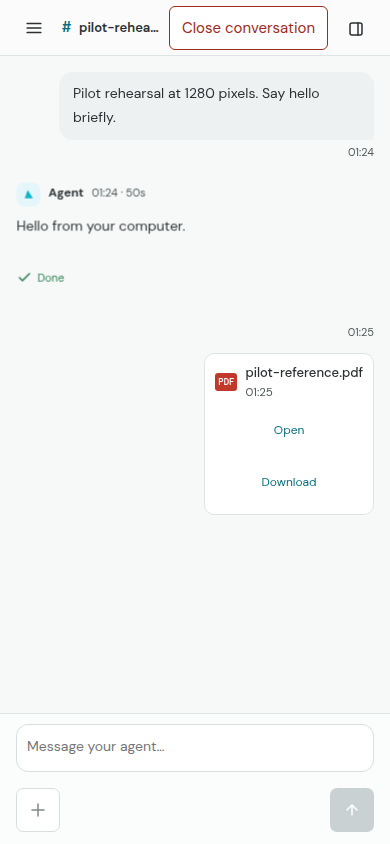 # pilot-rehea...
Close conversation
Pilot rehearsal at 1280 pixels. Say hello
briefly.
01:24
Agent 01:24 · 50s
Hello from your computer.
Done
01:25
PDF
pilot-reference.pdf
01:25
Open
Download
Message your agent...